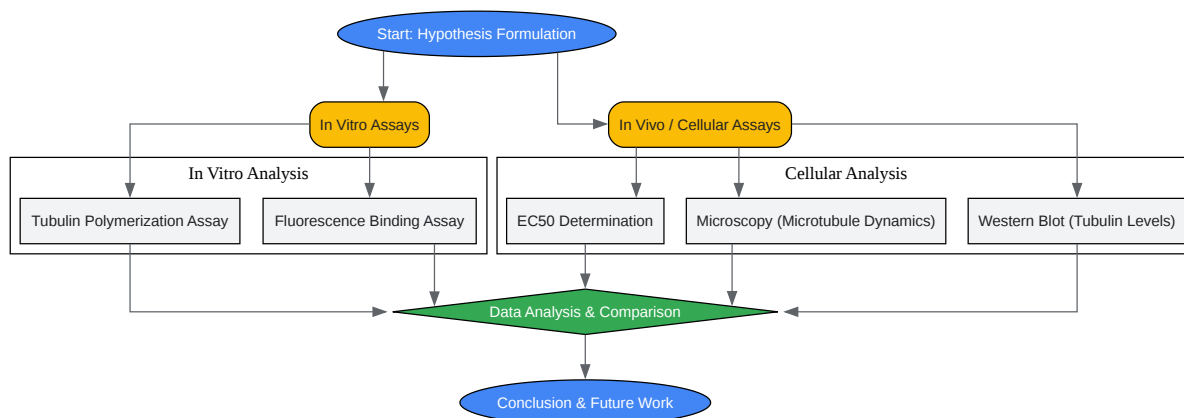 Start: Hypothesis Formulation
In Vitro Assays
In Vivo / Cellular Assays
In Vitro Analysis
Cellular Analysis
Tubulin Polymerization Assay
Fluorescence Binding Assay
EC50 Determination
Microscopy (Microtubule Dynamics)
Western Blot (Tubulin Levels)
Data Analysis & Comparison
Conclusion & Future Work